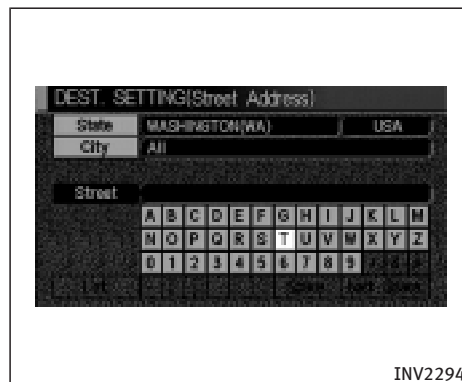 DEST. SETTING(Street Address)
State WASHINGTON(WA) USA
City All
Street
A B C D E F G H I J K L M
N O P Q R S T U V W X Y Z
0 1 2 3 4 5 6 7 8 9
List Space
INV2294